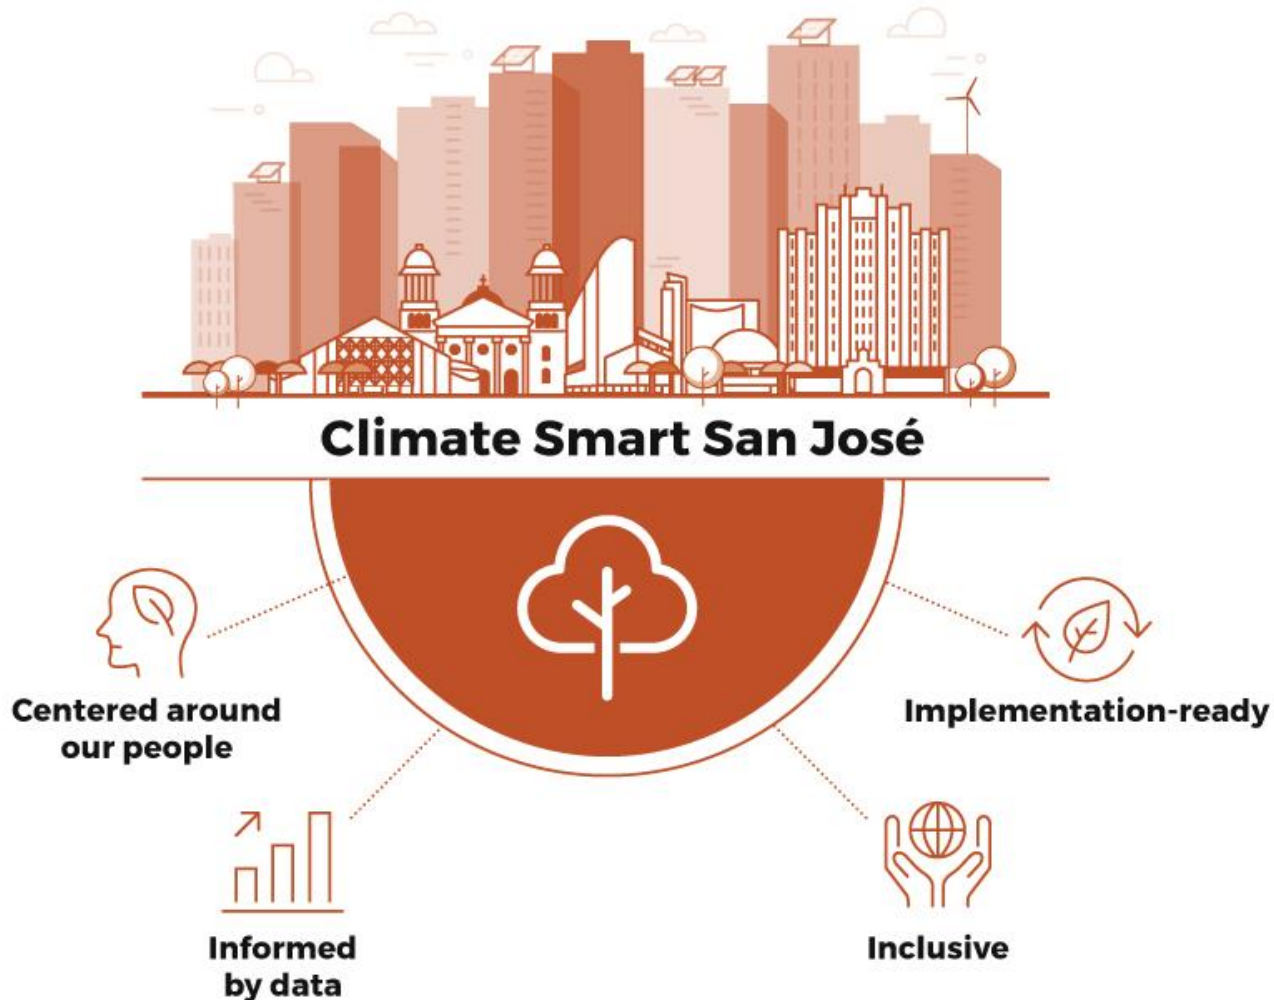 Climate Smart San José
Centered around
our people
Implementation-ready
Informed
by data
Inclusive